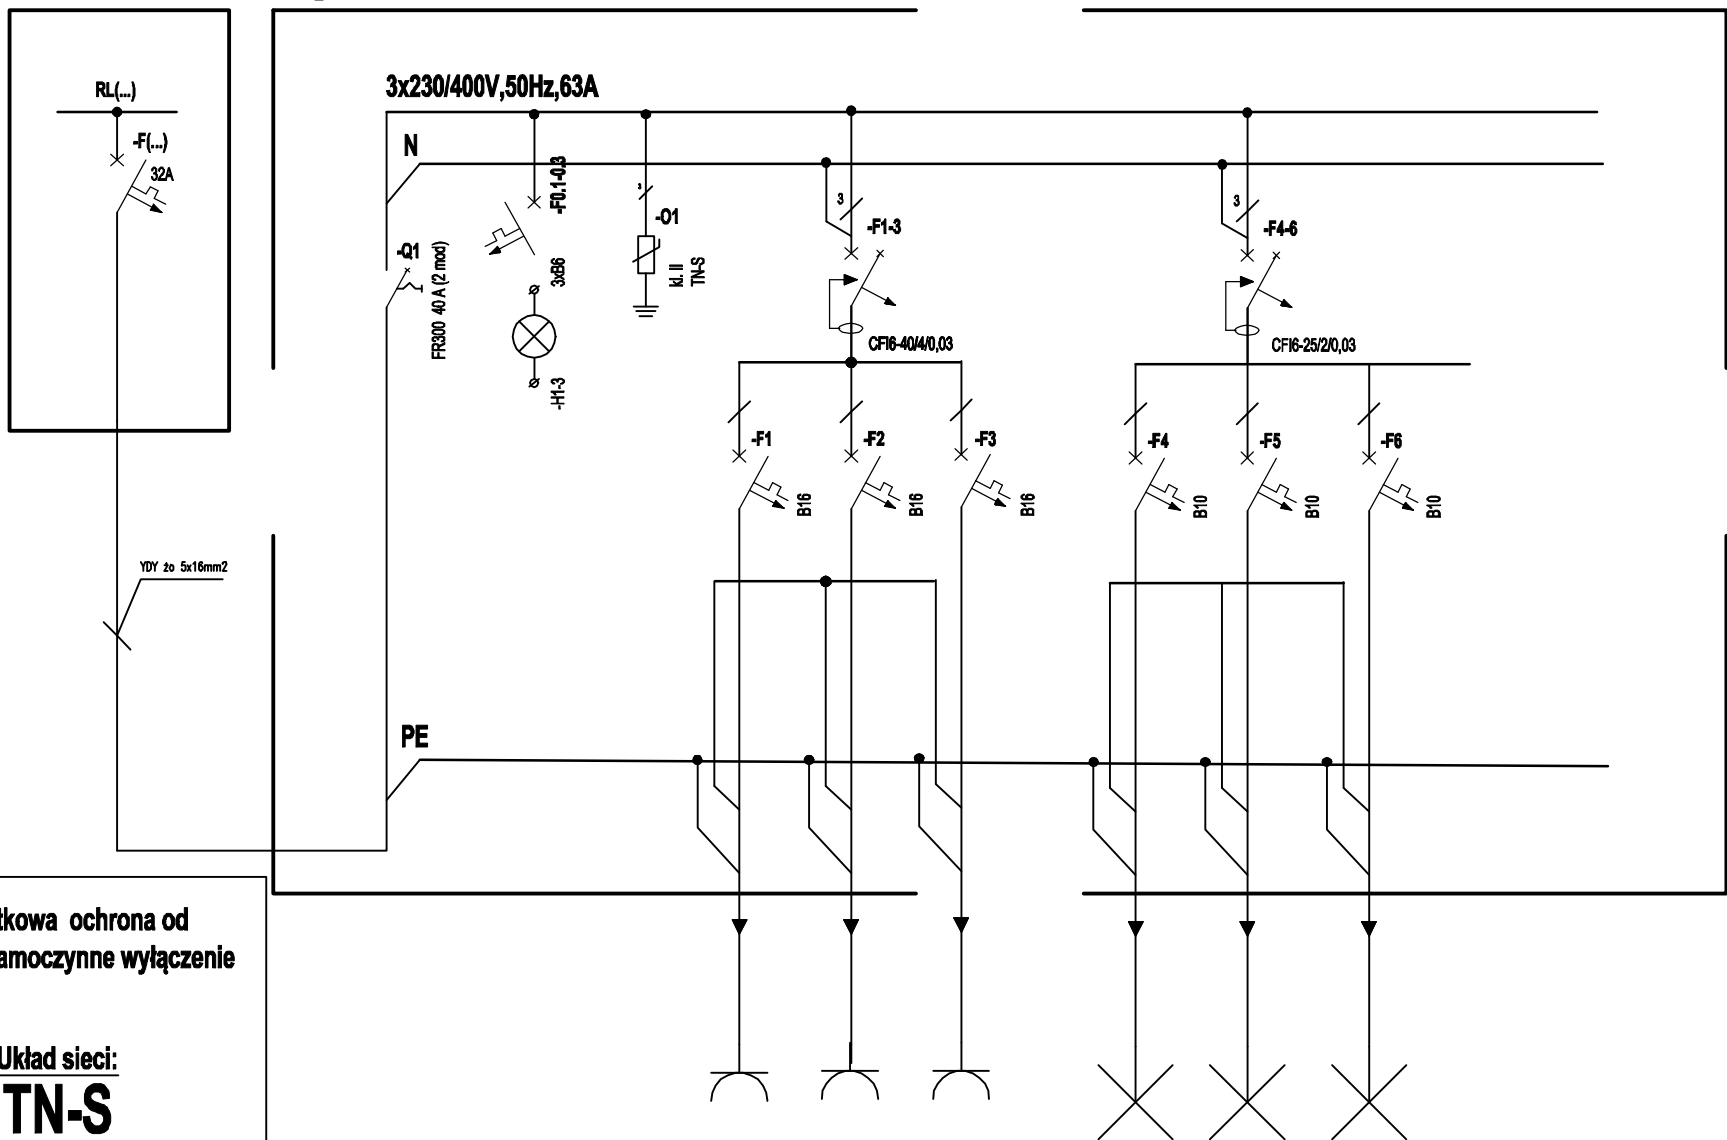 RL(...)
-F(...)
32A
YDY żo 5x16mm2
3x230/400V,50Hz,63A
N
-Q1
FR300 40 A (2 mod)
-F0.1-0.3
3xB6
-H1-3
3
-O1
kl. II
TN-S
3
-F1-3
CFI6-40/4/0,03
3
-F4-6
CFI6-25/2/0,03
-F1
B16
-F2
B16
-F3
B16
-F4
B10
-F5
B10
-F6
B10
PE
tkowa ochrona od
amoczynne wyłączenie
Układ sieci:
TN-S